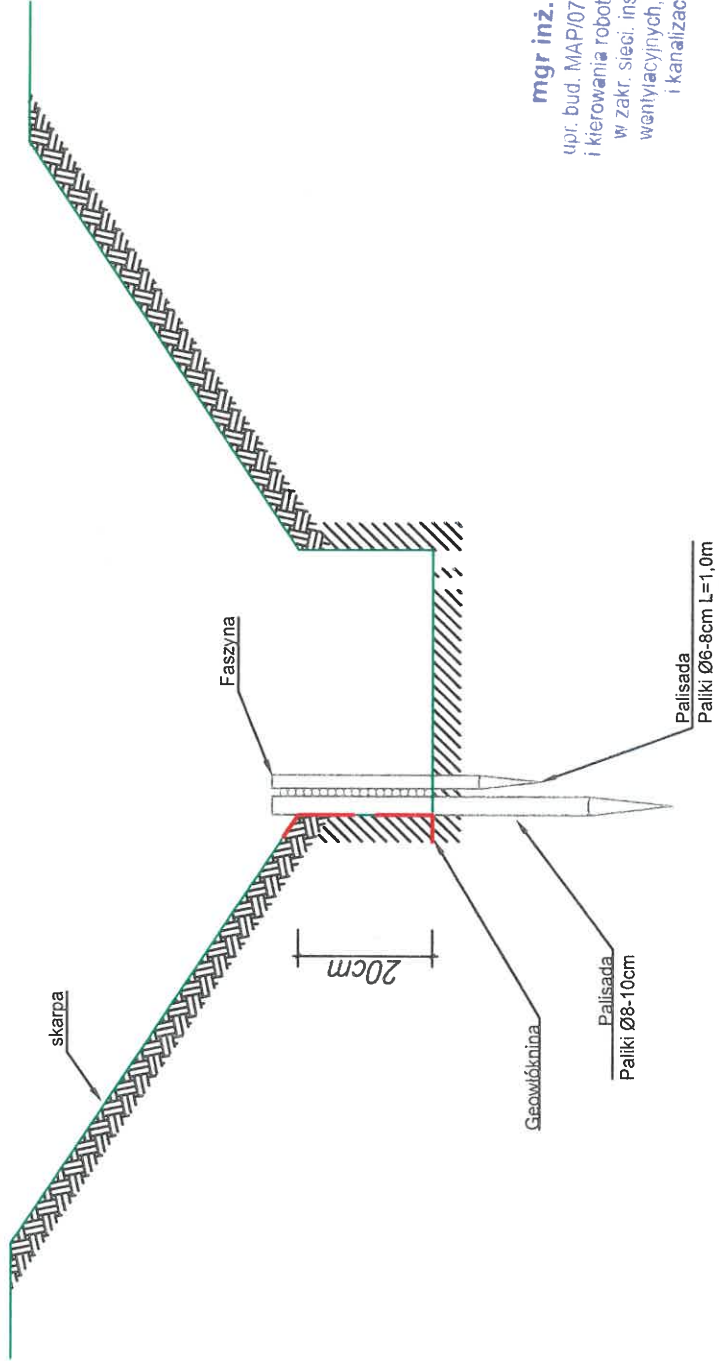 skarpa
Faszyna
20cm
Geowłóknina
Palisada
Paliki Ø8-10cm
Palisada
Paliki Ø6-8cm L=1,0m
mgr inż.
upr. bud. MAP/07
i kierowania robot
w zakr. sieci. ins
wentylacyjnych,
i kanalizac